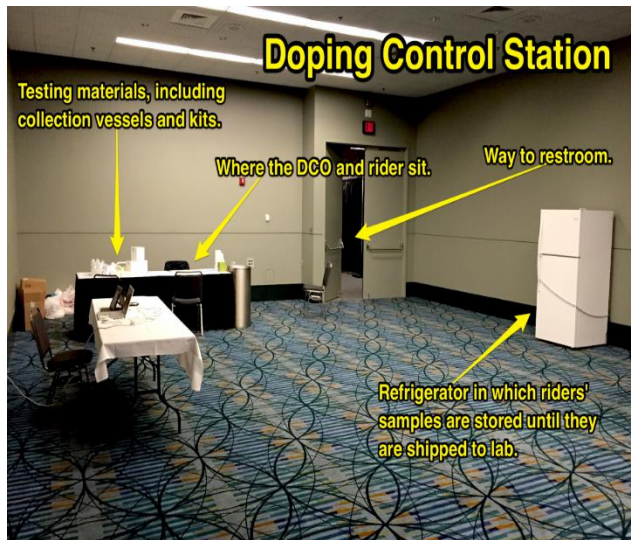 Doping Control Station
Testing materials, including
collection vessels and kits.
Where the DCO and rider sit.
Way to restroom.
Refrigerator in which riders'
samples are stored until they
are shipped to lab.